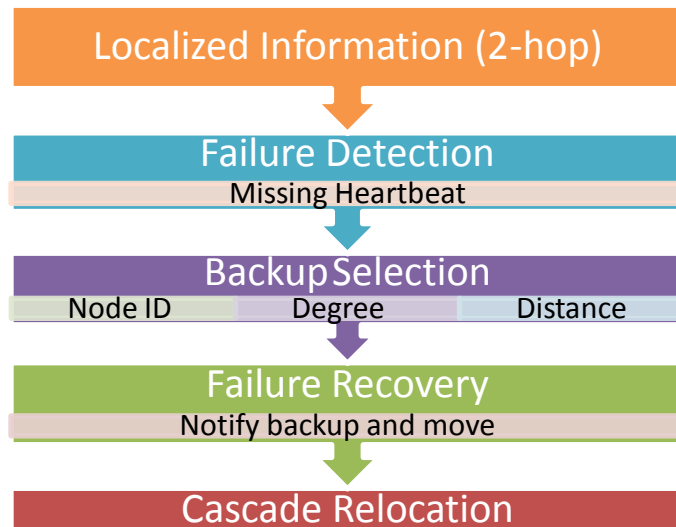 Localized Information (2-hop)
Failure Detection
Missing Heartbeat
Backup Selection
Node ID Degree Distance
Failure Recovery
Notify backup and move
Cascade Relocation